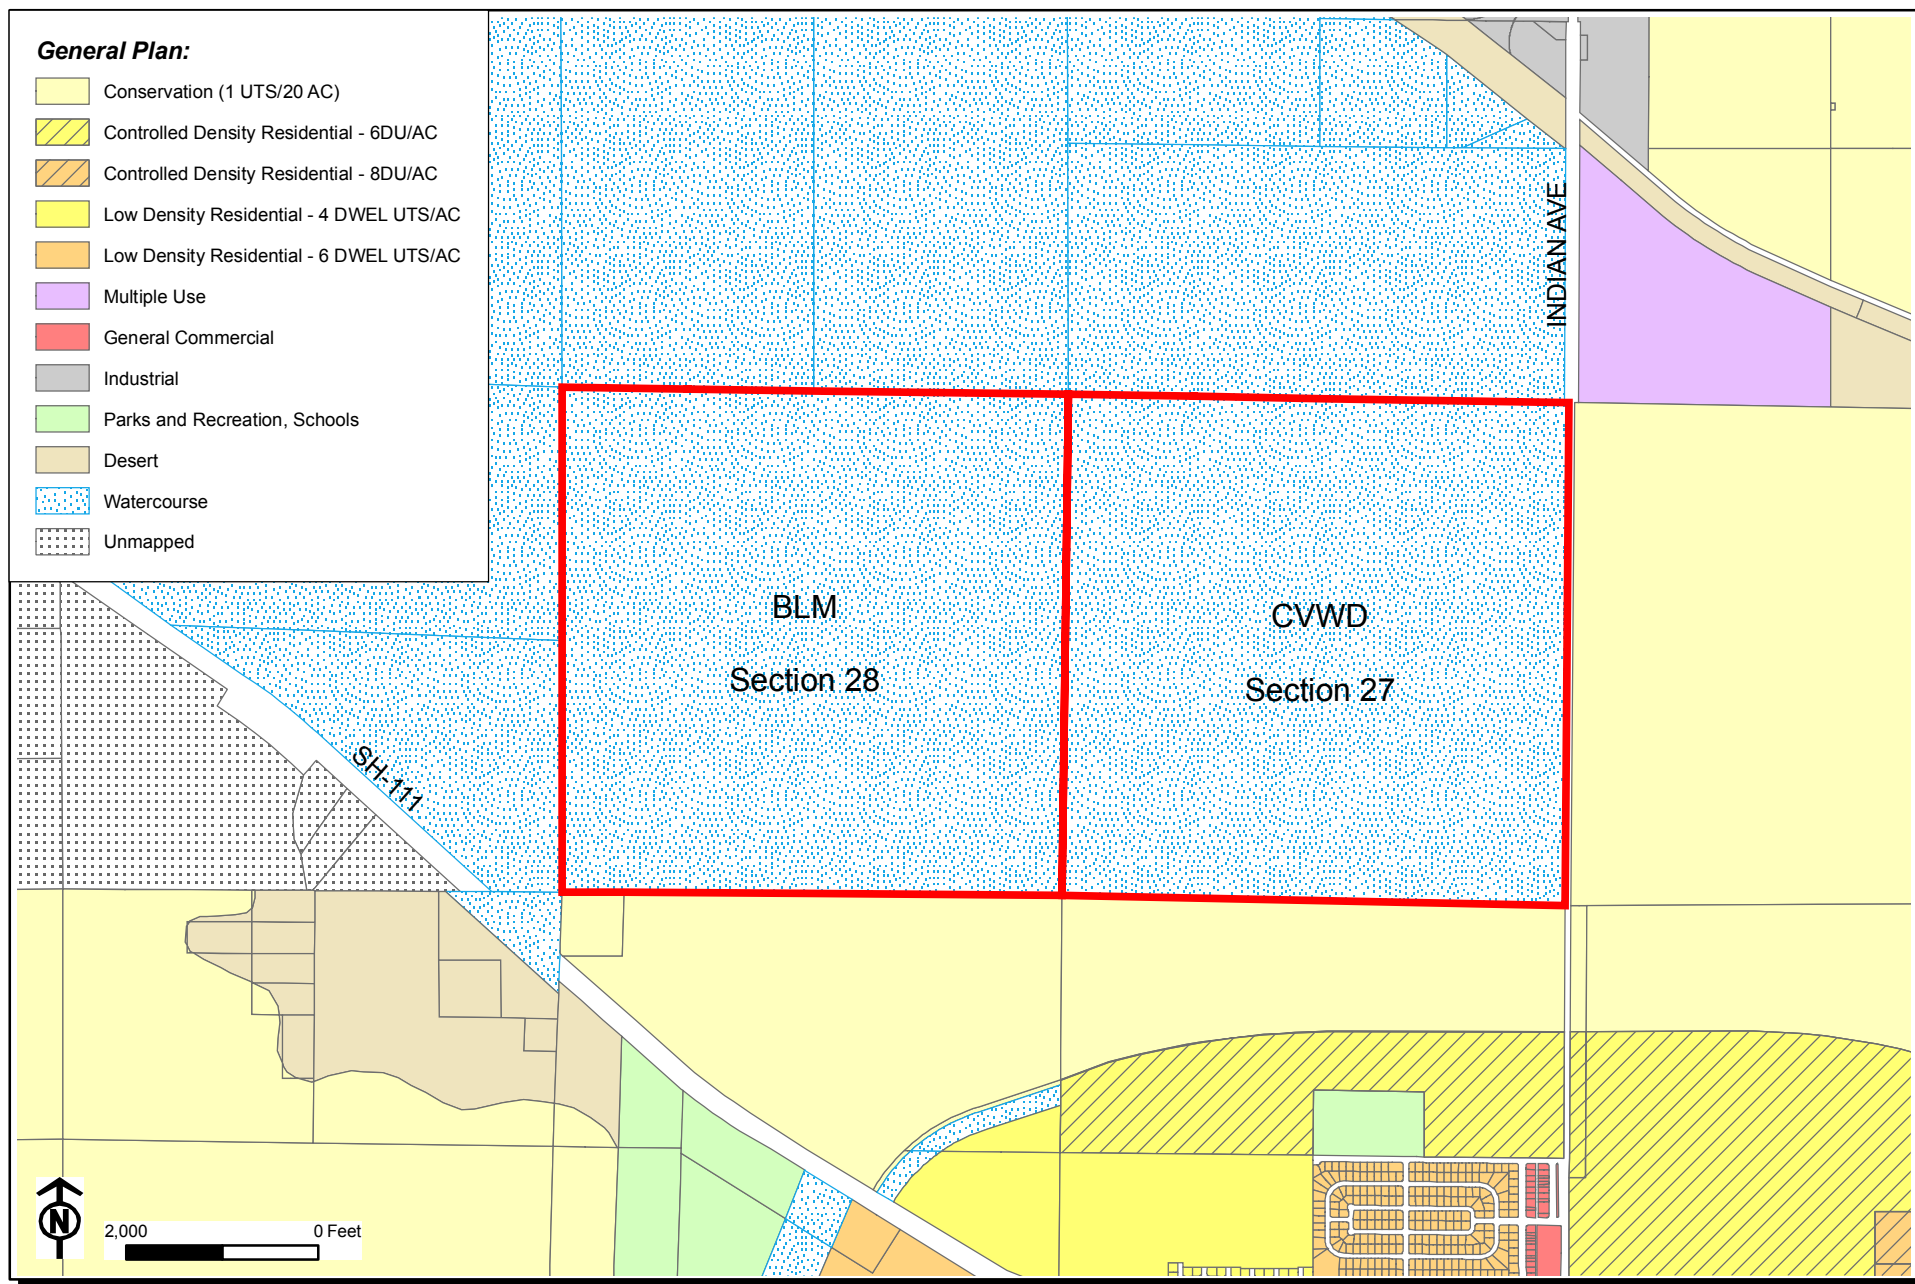 General Plan:
Conservation (1 UTS/20 AC)
Controlled Density Residential - 6DU/AC
Controlled Density Residential - 8DU/AC
Low Density Residential - 4 DWEL UTS/AC
Low Density Residential - 6 DWEL UTS/AC
Multiple Use
General Commercial
Industrial
Parks and Recreation, Schools
Desert
Watercourse
Unmapped
INDIAN AVE
BLM
Section 28
CVWD
Section 27
SH-111
N
2,000 0 Feet